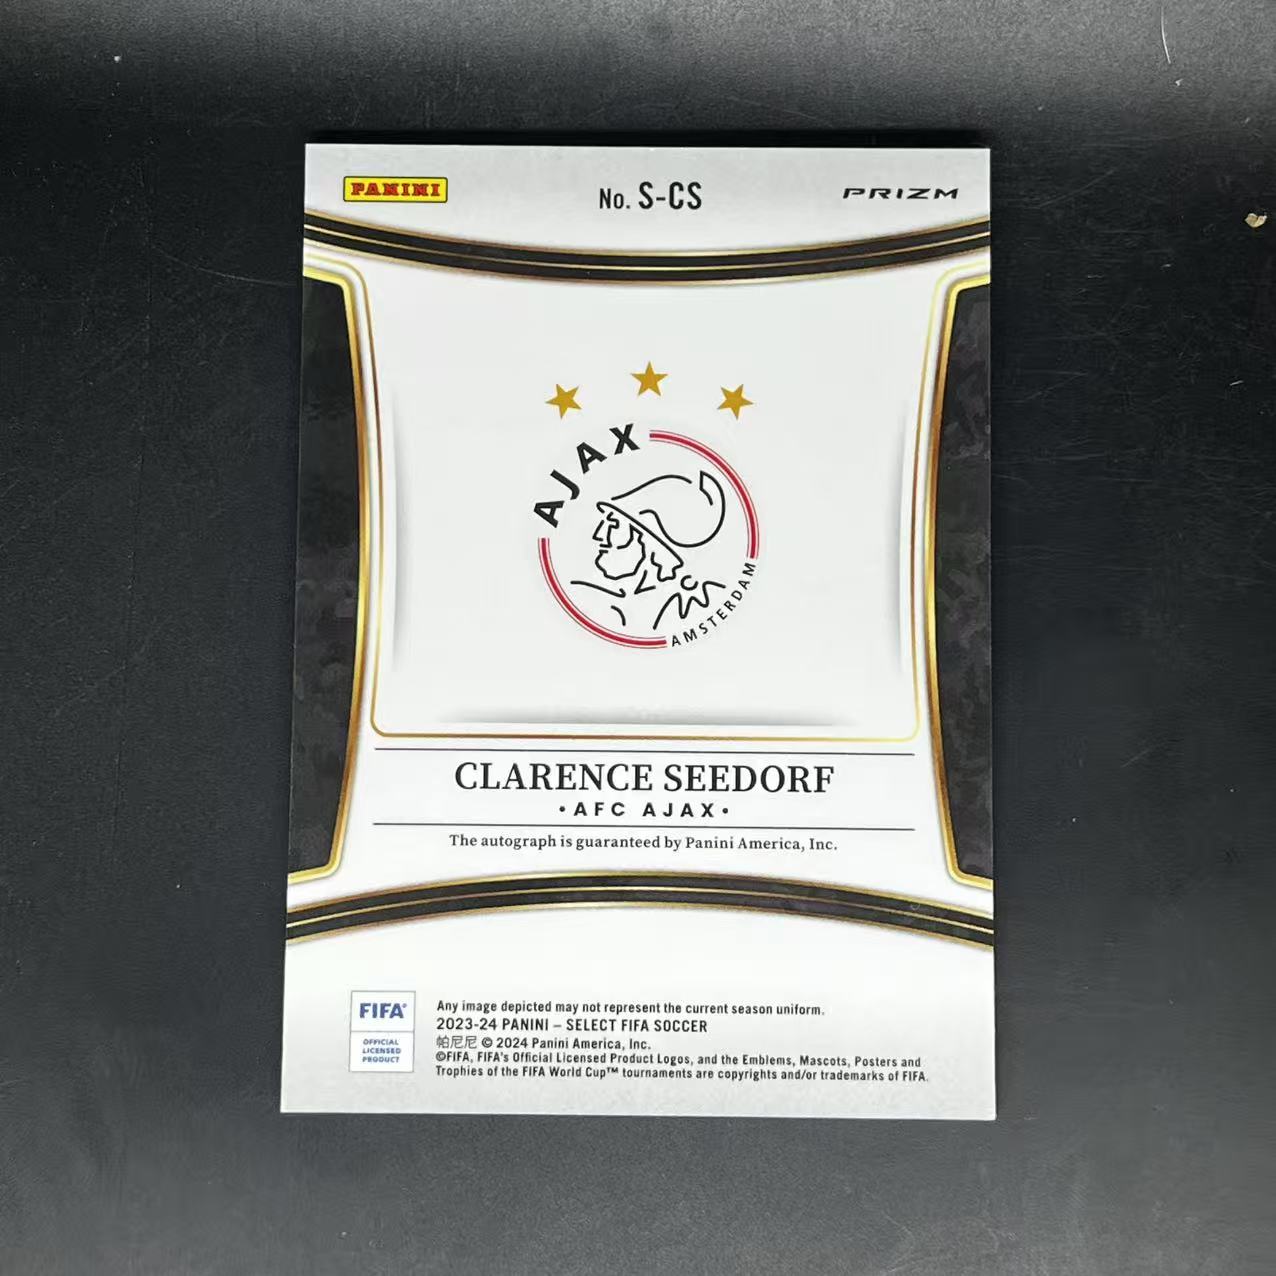 PANINI
No. S-CS
PRIZM
AJAX
AMSTERDAM
CLARENCE SEEDORF
•AFC AJAX•
The autograph is guaranteed by Panini America, Inc.
FIFA®
OFFICIAL
LICENSED
PRODUCT
Any image depicted may not represent the current season uniform.
2023-24 PANINI – SELECT FIFA SOCCER
帕尼尼 © 2024 Panini America, Inc.
©FIFA, FIFA's Official Licensed Product Logos, and the Emblems, Mascots, Posters and
Trophies of the FIFA World Cup™ tournaments are copyrights and/or trademarks of FIFA.